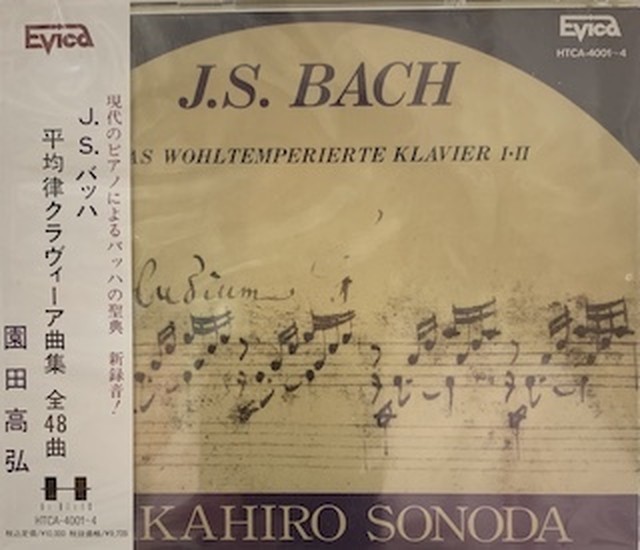 Evica
現代のピアノによるバッハの聖典 新録音!
J.S.バッハ
平均律クラヴィーア曲集 全48曲
園田高弘
HTCA-4001~4
Evica
HTCA-4001~4
J.S. BACH
AS WOHLTEMPERIERTE KLAVIER I·II
ludium
KAHIRO SONODA